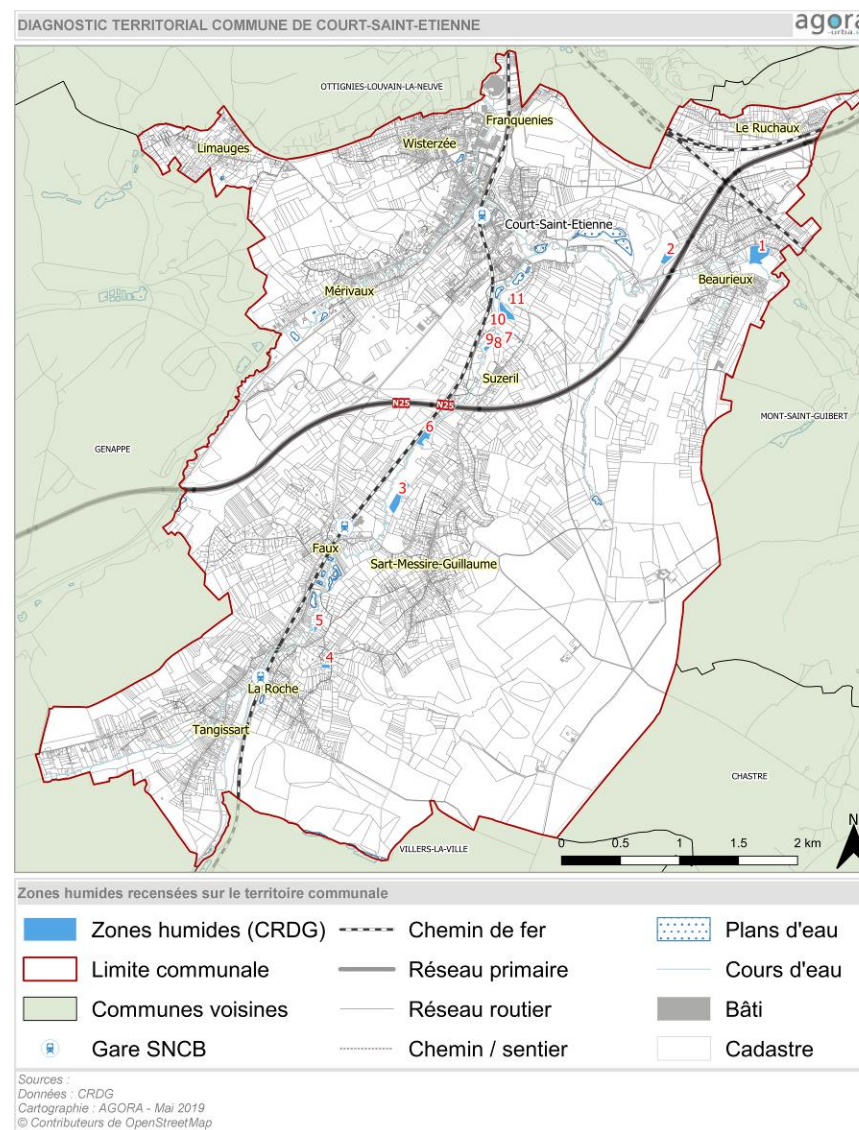 DIAGNOSTIC TERRITORIAL COMMUNE DE COURT-SAINT-ETIENNE
agora
-urba.
OTTIGNIES-LOUVAIN-LA-NEUVE
Franquenies
Le Ruchaux
Wisterzée
Limauges
Court-Saint-Etienne
2
1
Beaurieux
Mérivaux
11
10
9
8
7
Suzeril
N25
N25
MONT-SAINT-GUIBERT
6
GENAPPE
3
Faux
Sart-Messire-Guillaume
5
4
La Roche
Tangissart
CHASTRE
N
VILLERS-LA-VILLE
0 0.5 1 1.5 2 km
Zones humides recensées sur le territoire communale
Zones humides (CRDG) Chemin de fer Plans d'eau
Limite communale Réseau primaire Cours d'eau
Communes voisines Réseau routier Bâti
Gare SNCB Chemin / sentier Cadastre
Sources :
Données : CRDG
Cartographie : AGORA - Mai 2019
© Contributeurs de OpenStreetMap